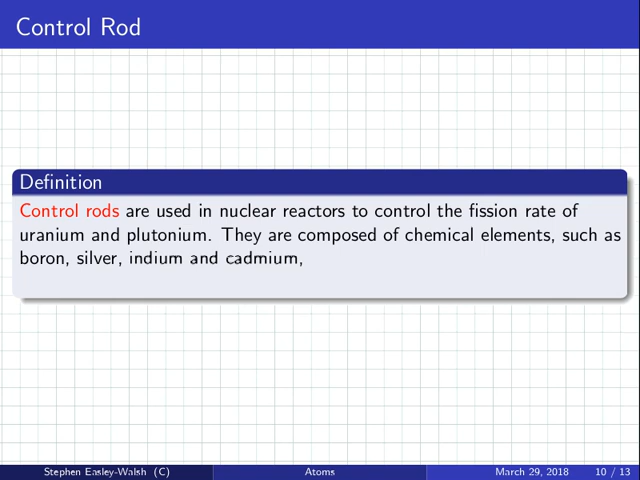 Control Rod
Definition
Control rods are used in nuclear reactors to control the fission rate of
uranium and plutonium. They are composed of chemical elements, such as
boron, silver, indium and cadmium,
Stephen Easley-Walsh (C) Atoms March 29, 2018 10 / 13